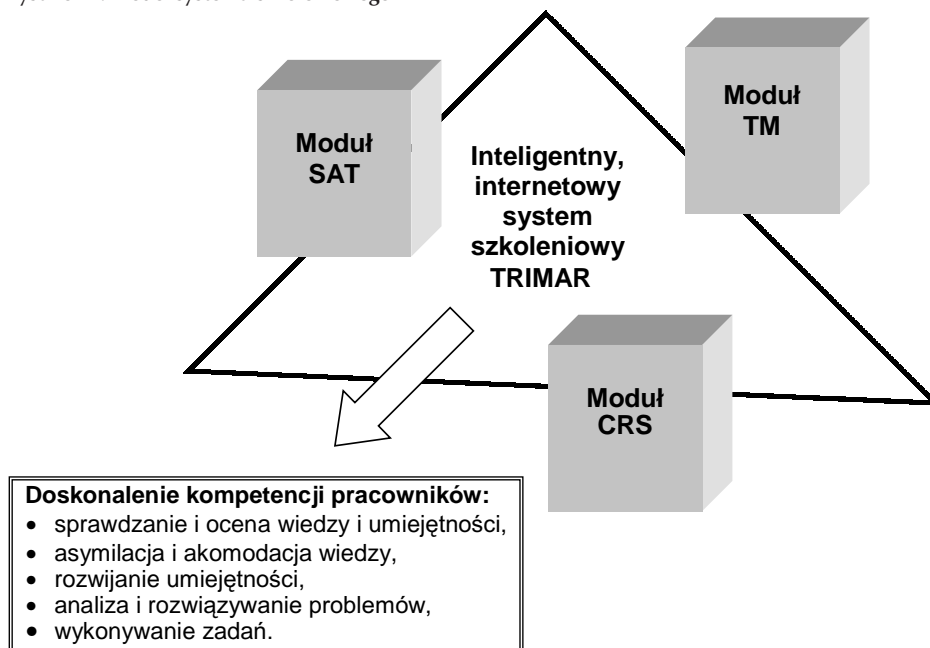 Moduł
SAT
Moduł
TM
Inteligentny,
internetowy
system
szkoleniowy
TRIMAR
Moduł
CRS
Doskonalenie kompetencji pracowników:
• sprawdzanie i ocena wiedzy i umiejętności,
• asymilacja i akomodacja wiedzy,
• rozwijanie umiejętności,
• analiza i rozwiązywanie problemów,
• wykonywanie zadań.